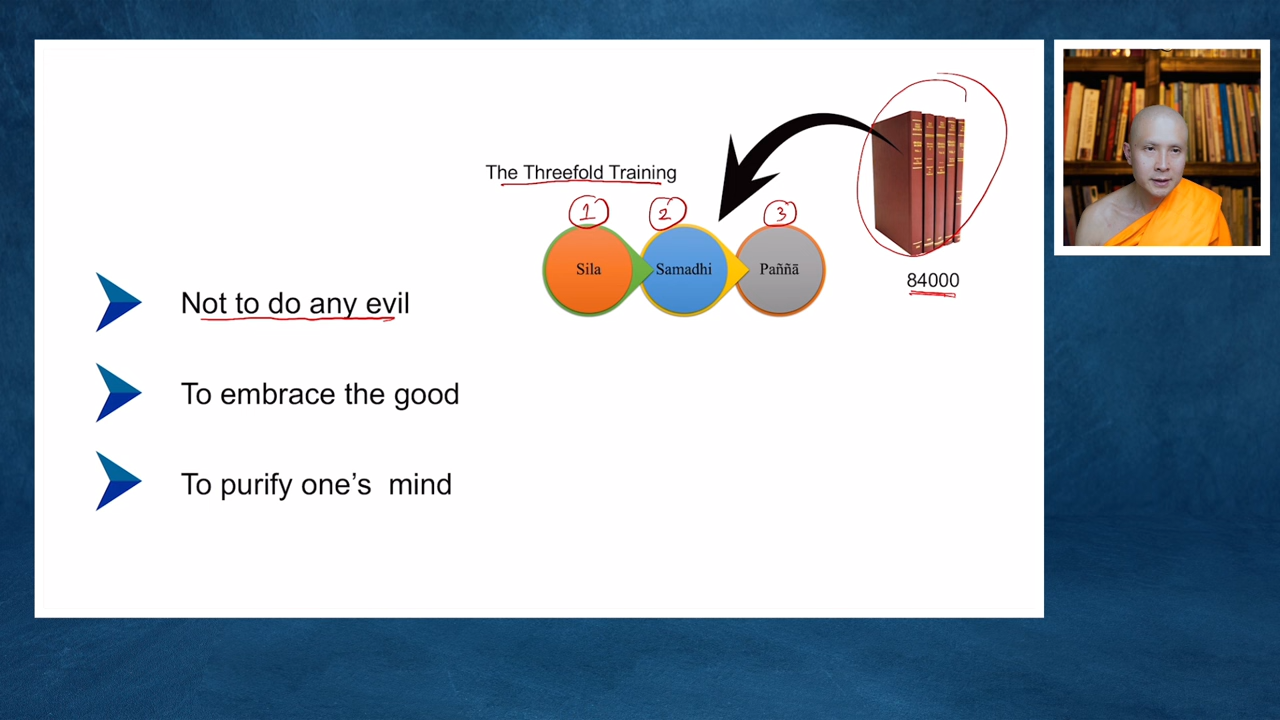 The Threefold Training
1 2 3
Sila Samadhi Paññā
84000
Not to do any evil
To embrace the good
To purify one’s mind